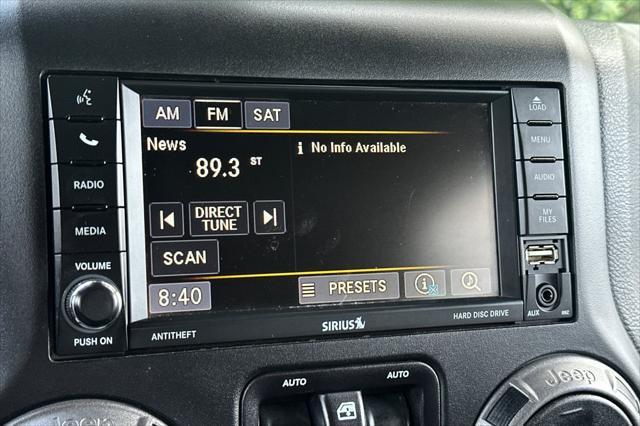 AM FM SAT
News
89.3 ST
i No Info Available
DIRECT
TUNE
SCAN
8:40
PRESETS
RADIO
MEDIA
VOLUME
PUSH ON
ANTITHEFT
SIRIUS
HARD DISC DRIVE
LOAD
MENU
AUDIO
MY
FILES
AUX
AUTO
AUTO
Jeep
Jeep